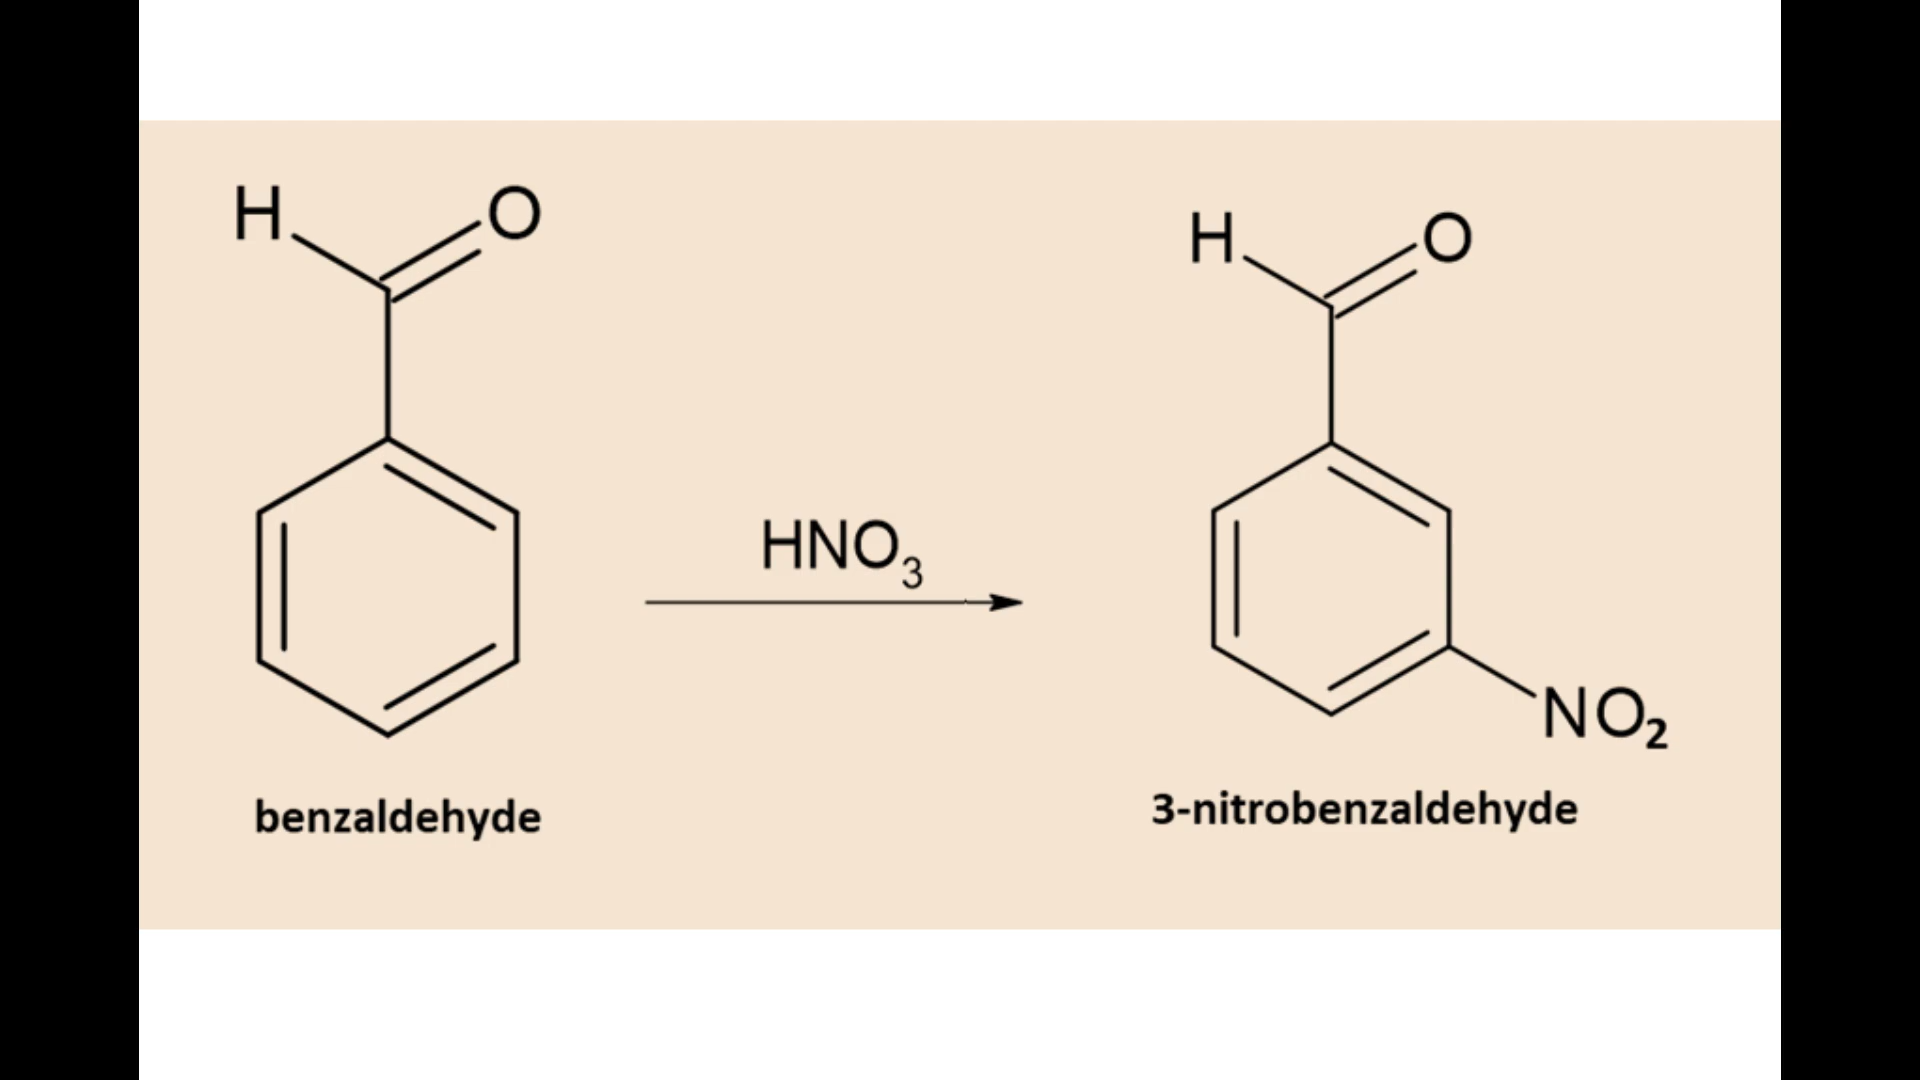 H O
H O
HNO3
NO2
benzaldehyde
3-nitrobenzaldehyde